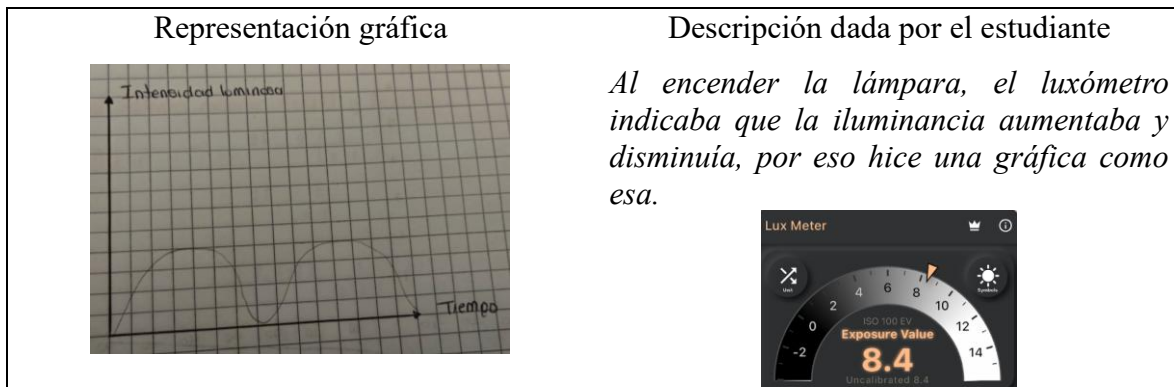 Representación gráfica
Intensidad luminosa
Tiempo
Descripción dada por el estudiante
Al encender la lámpara, el luxómetro
indicaba que la iluminancia aumentaba y
disminuía, por eso hice una gráfica como
esa.
Lux Meter
-2 0 2 4 6 8 10 12 14
Unit
Symbols
ISO 100 EV
Exposure Value
8.4
Uncalibrated 8.4